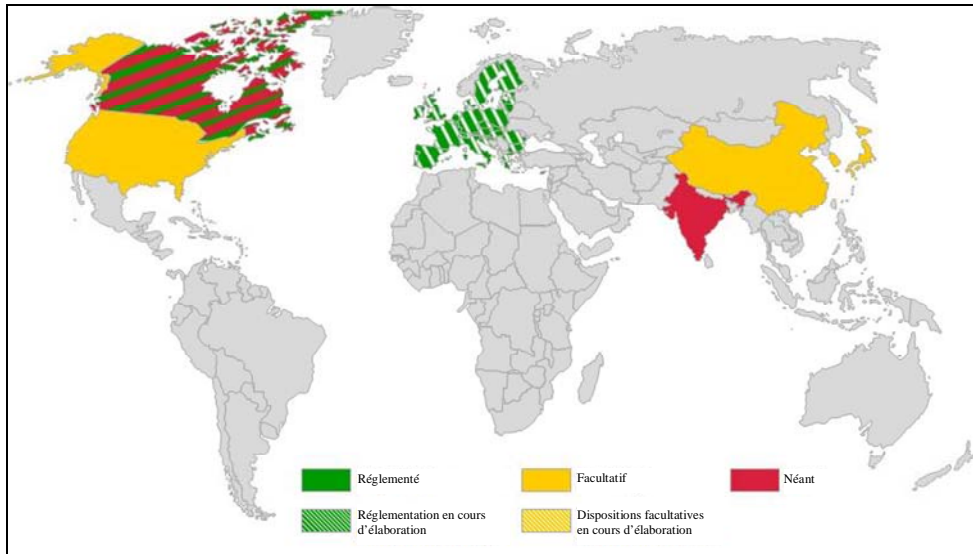 Réglementé
Facultatif
Néant
Réglementation en cours
d'élaboration
Dispositions facultatives
en cours d'élaboration